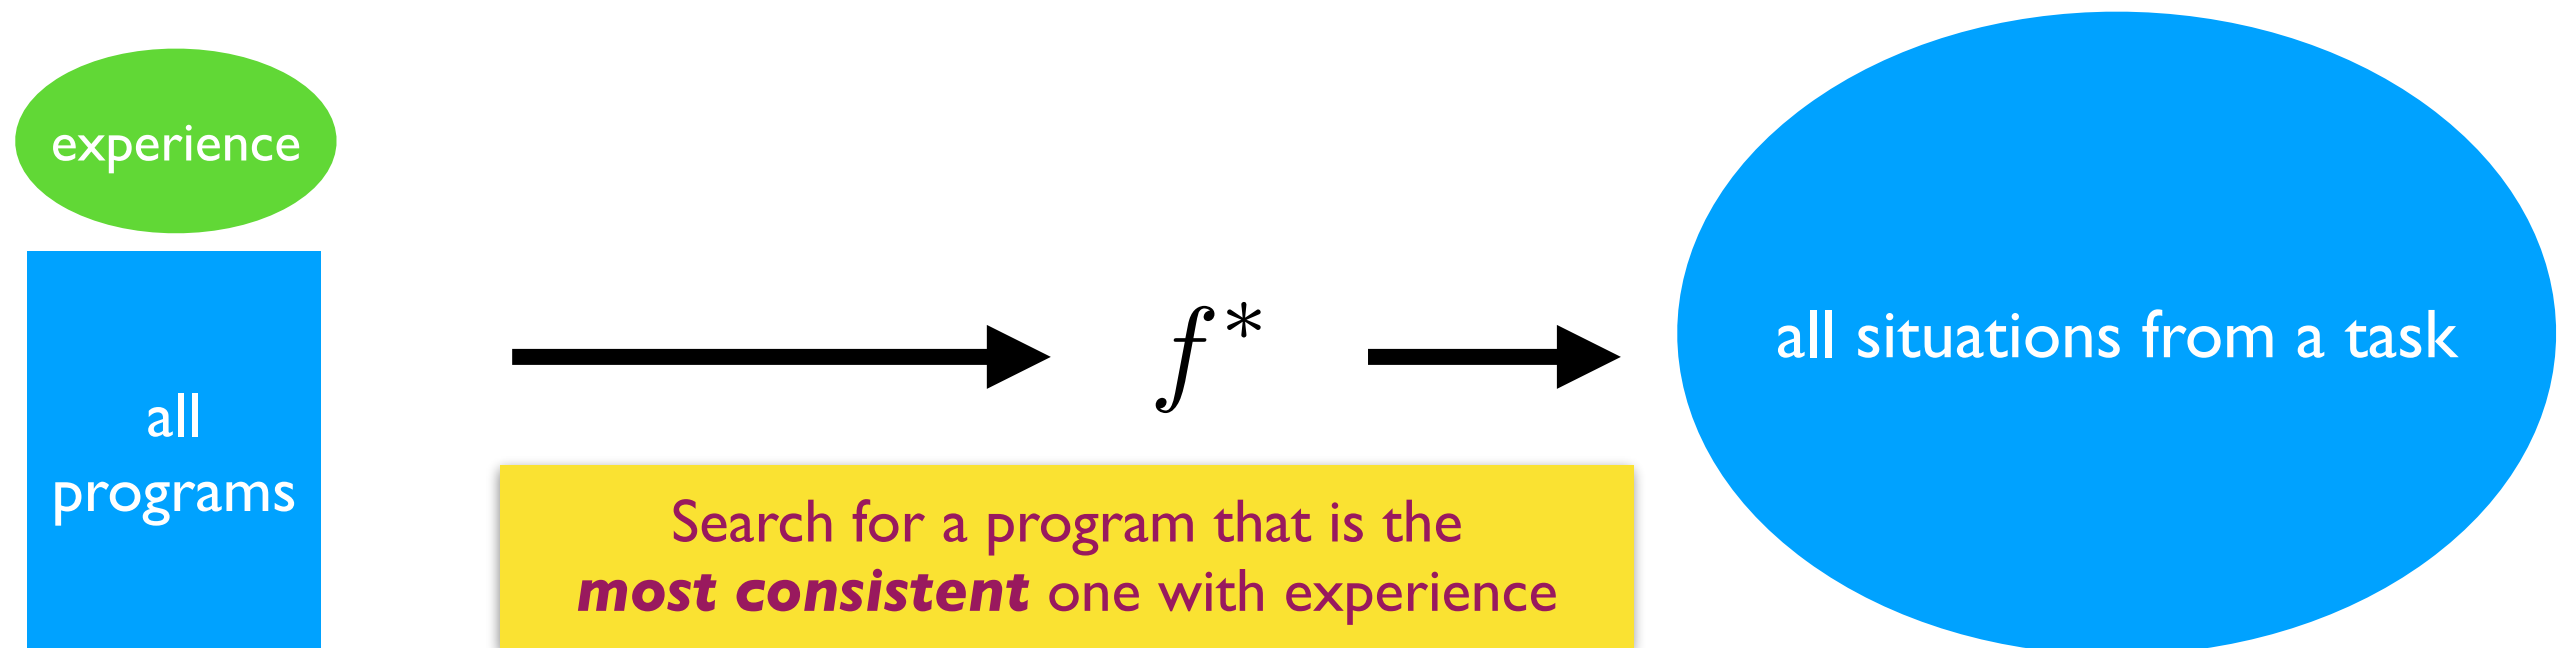 experience
all
programs
f*
Search for a program that is the
most consistent one with experience
all situations from a task